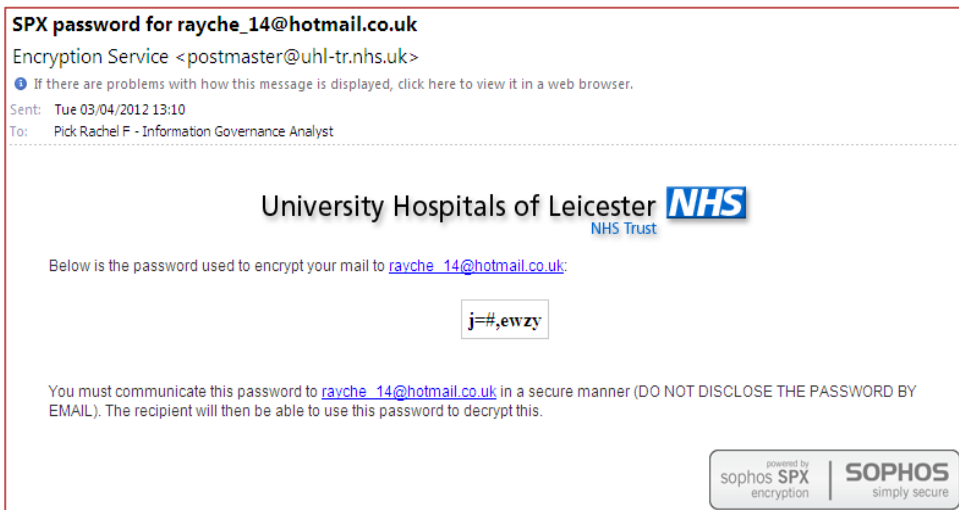 SPX password for rayche_14@hotmail.co.uk
Encryption Service <postmaster@uhl-tr.nhs.uk>
If there are problems with how this message is displayed, click here to view it in a web browser.
Sent: Tue 03/04/2012 13:10
To: Pick Rachel F - Information Governance Analyst
University Hospitals of Leicester NHS
NHS Trust
Below is the password used to encrypt your mail to rayche_14@hotmail.co.uk:
j=#,ewzy
You must communicate this password to rayche_14@hotmail.co.uk in a secure manner (DO NOT DISCLOSE THE PASSWORD BY
EMAIL). The recipient will then be able to use this password to decrypt this.
powered by
sophos SPX
encryption
SOPHOS
simply secure